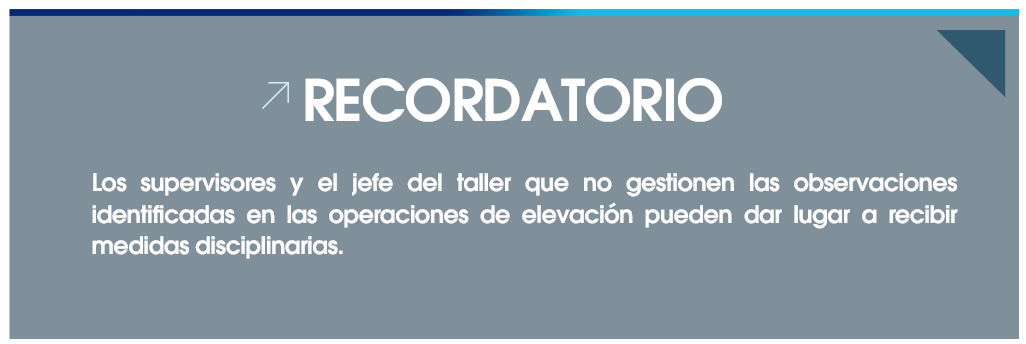 RECORDATORIO
Los supervisores y el jefe del taller que no gestionen las observaciones
identificadas en las operaciones de elevación pueden dar lugar a recibir
medidas disciplinarias.